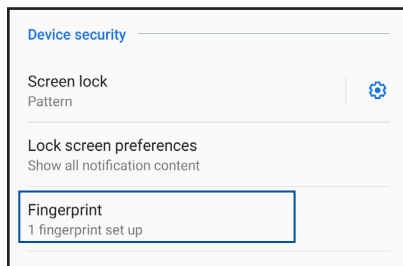 Device security
Screen lock
Pattern
Lock screen preferences
Show all notification content
Fingerprint
1 fingerprint set up